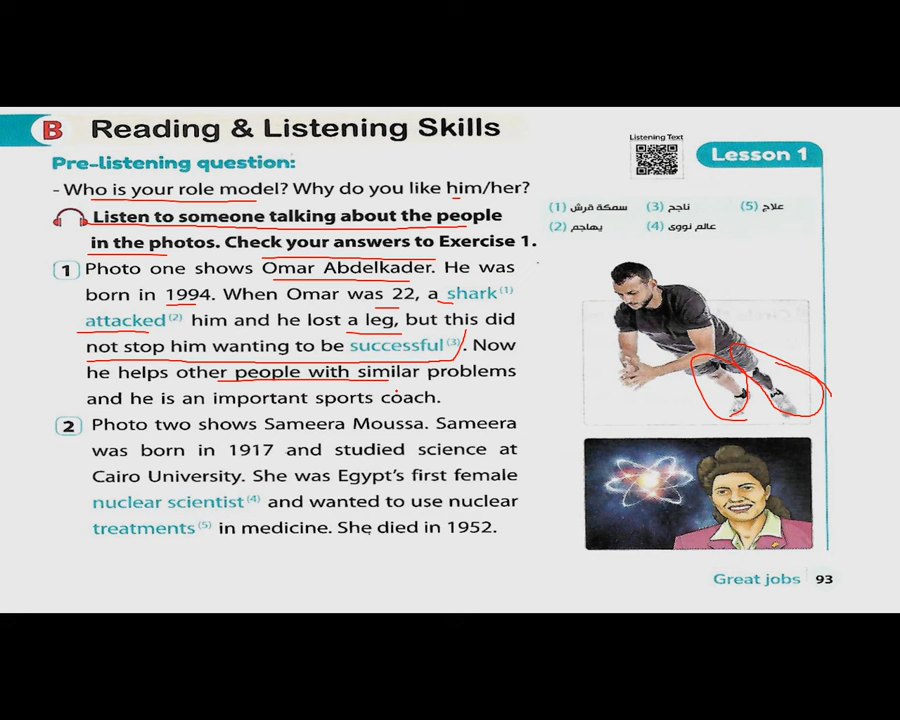 B Reading & Listening Skills
Listening Text
Lesson 1
Pre-listening question:
- Who is your role model? Why do you like him/her?
Listen to someone talking about the people
in the photos. Check your answers to Exercise 1.
(1) سمكة قرش (3) ناجح (5) علاج
(2) يهاجم (4) عالم نووى
1 Photo one shows Omar Abdelkader. He was
born in 1994. When Omar was 22, a shark(1)
attacked(2) him and he lost a leg, but this did
not stop him wanting to be successful(3). Now
he helps other people with similar problems
and he is an important sports coach.
2 Photo two shows Sameera Moussa. Sameera
was born in 1917 and studied science at
Cairo University. She was Egypt's first female
nuclear scientist(4) and wanted to use nuclear
treatments(5) in medicine. She died in 1952.
Great jobs 93